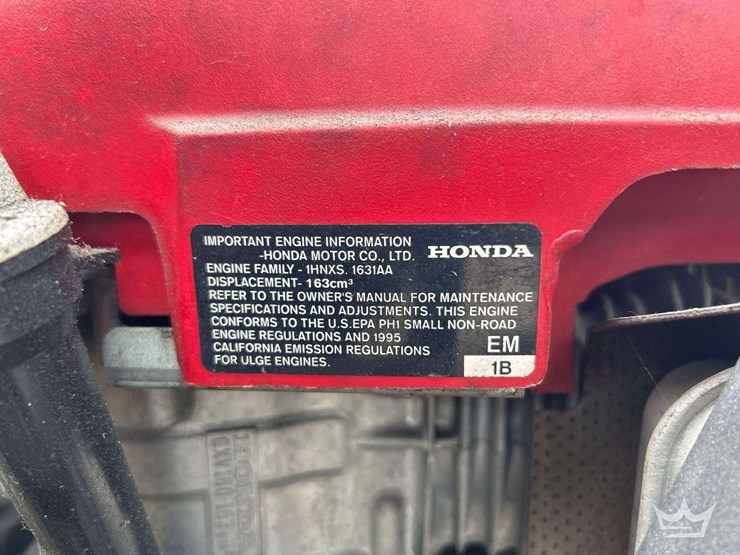 IMPORTANT ENGINE INFORMATION
-HONDA MOTOR CO., LTD. HONDA
ENGINE FAMILY - 1HNXS. 1631AA
DISPLACEMENT- 163cm³
REFER TO THE OWNER'S MANUAL FOR MAINTENANCE
SPECIFICATIONS AND ADJUSTMENTS. THIS ENGINE
CONFORMS TO THE U.S.EPA PH1 SMALL NON-ROAD
ENGINE REGULATIONS AND 1995
CALIFORNIA EMISSION REGULATIONS
FOR ULGE ENGINES.
EM
1B
HONDA